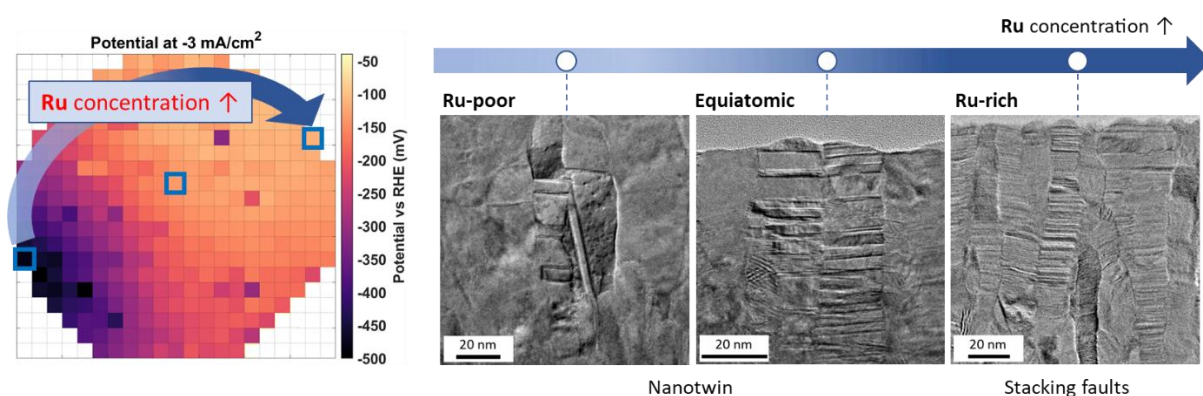 Potential at -3 mA/cm²
Ru concentration ↑
-50
-100
-150
-200
-250
-300
-350
-400
-450
-500
Potential vs RHE (mV)
Ru concentration ↑
Ru-poor
Equiatomic
Ru-rich
20 nm
20 nm
20 nm
Nanotwin
Stacking faults